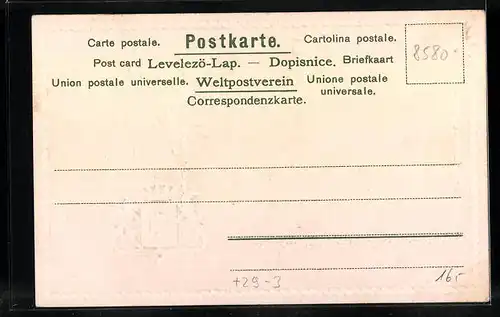 Carte postale. Postkarte. Cartolina postale.
Post card Levelezö-Lap. — Dopisnice. Briefkaart
Union postale universelle. Weltpostverein Unione postale universale.
Correspondenzkarte.
8580
+29-3
16,-